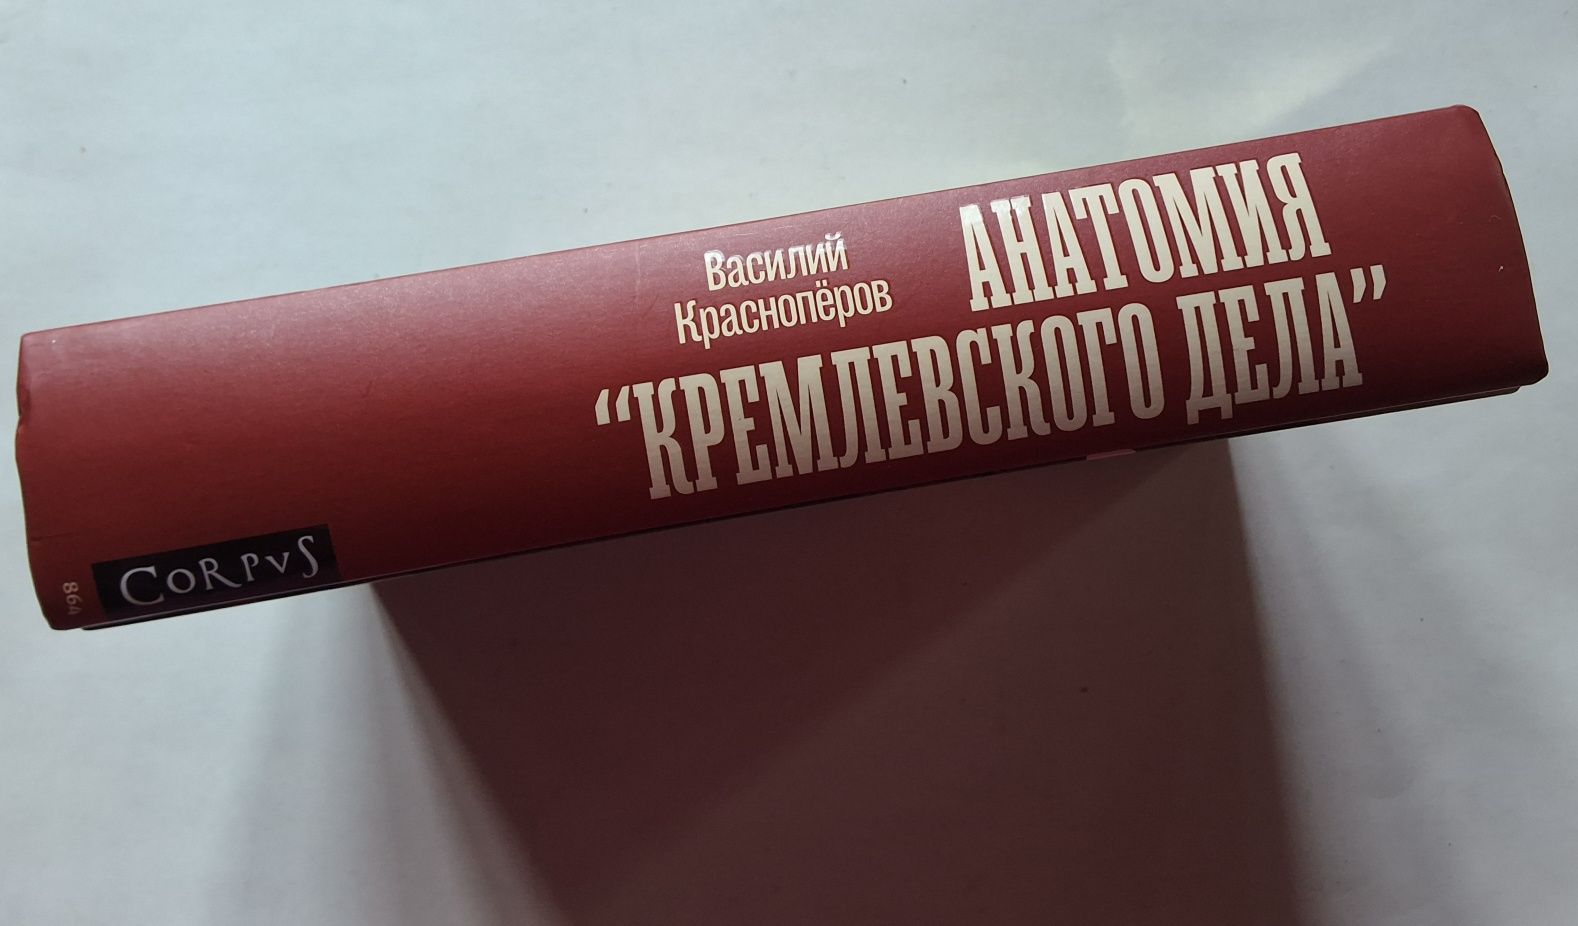 Василий
Краснопёров
АНАТОМИЯ
“КРЕМЛЕВСКОГО ДЕЛА”
CORPVS
864